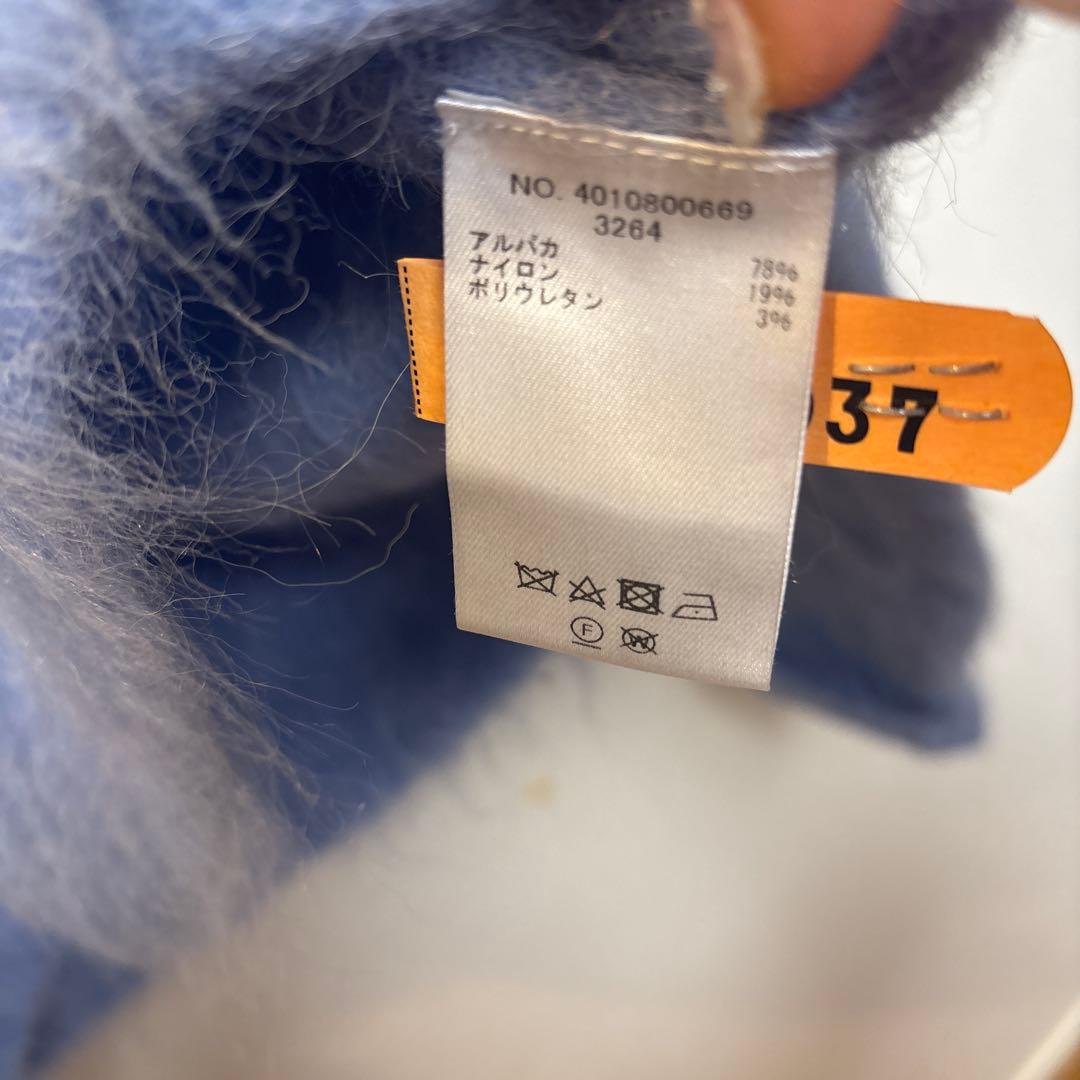 NO. 4010800669
3264
アルパカ 78%
ナイロン 19%
ポリウレタン 3%
37
F
W